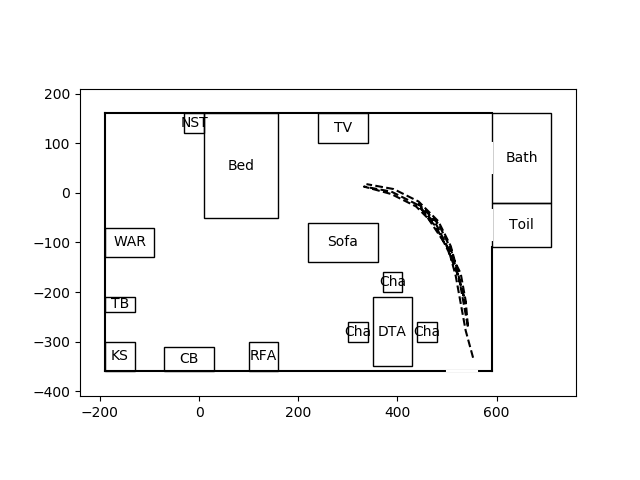 200
100
0
−100
−200
−300
−400
−200
0
200
400
600
NST
TV
Bed
Bath
Toil
WAR
Sofa
Cha
TB
Cha
DTA
Cha
KS
CB
RFA